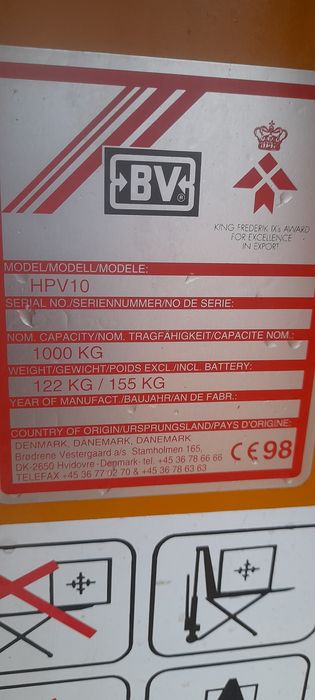 BV
®
KING FREDERIK IX's AWARD
FOR EXCELLENCE
IN EXPORT
MODEL/MODELL/MODELE:
HPV10
SERIAL NO./SERIENNUMMER/NO DE SERIE:
NOM. CAPACITY/NOM. TRAGFÄHIGKEIT/CAPACITE NOM.:
1000 KG
WEIGHT/GEWICHT/POIDS EXCL./INCL. BATTERY:
122 KG / 155 KG
YEAR OF MANUFACT./BAUJAHR/AN DE FABR.:
COUNTRY OF ORIGIN/URSPRUNGSLAND/PAYS D'ORIGINE:
DENMARK, DÄNEMARK, DANEMARK
Brødrene Vestergaard a/s Stamholmen 165,
DK-2650 Hvidovre -Denmark- tel. +45 36 78 66 66
TELEFAX +45 36 77 02 70 & +45 36 78 63 63
CE 98